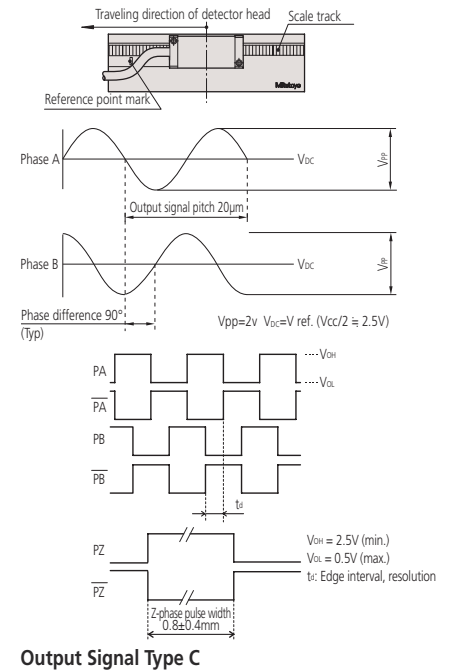 Traveling direction of detector head
Scale track
Mitutoyo
Reference point mark
Phase A
VDC
VPP
Output signal pitch 20μm
Phase B
VDC
VPP
Phase difference 90°
(Typ)
Vpp=2v VDC=V ref. (Vcc/2 ≒ 2.5V)
PA
VOH
VOL
PA
PB
PB
td
PZ
VOH = 2.5V (min.)
VOL = 0.5V (max.)
td: Edge interval, resolution
PZ
Z-phase pulse width
0.8±0.4mm
Output Signal Type C